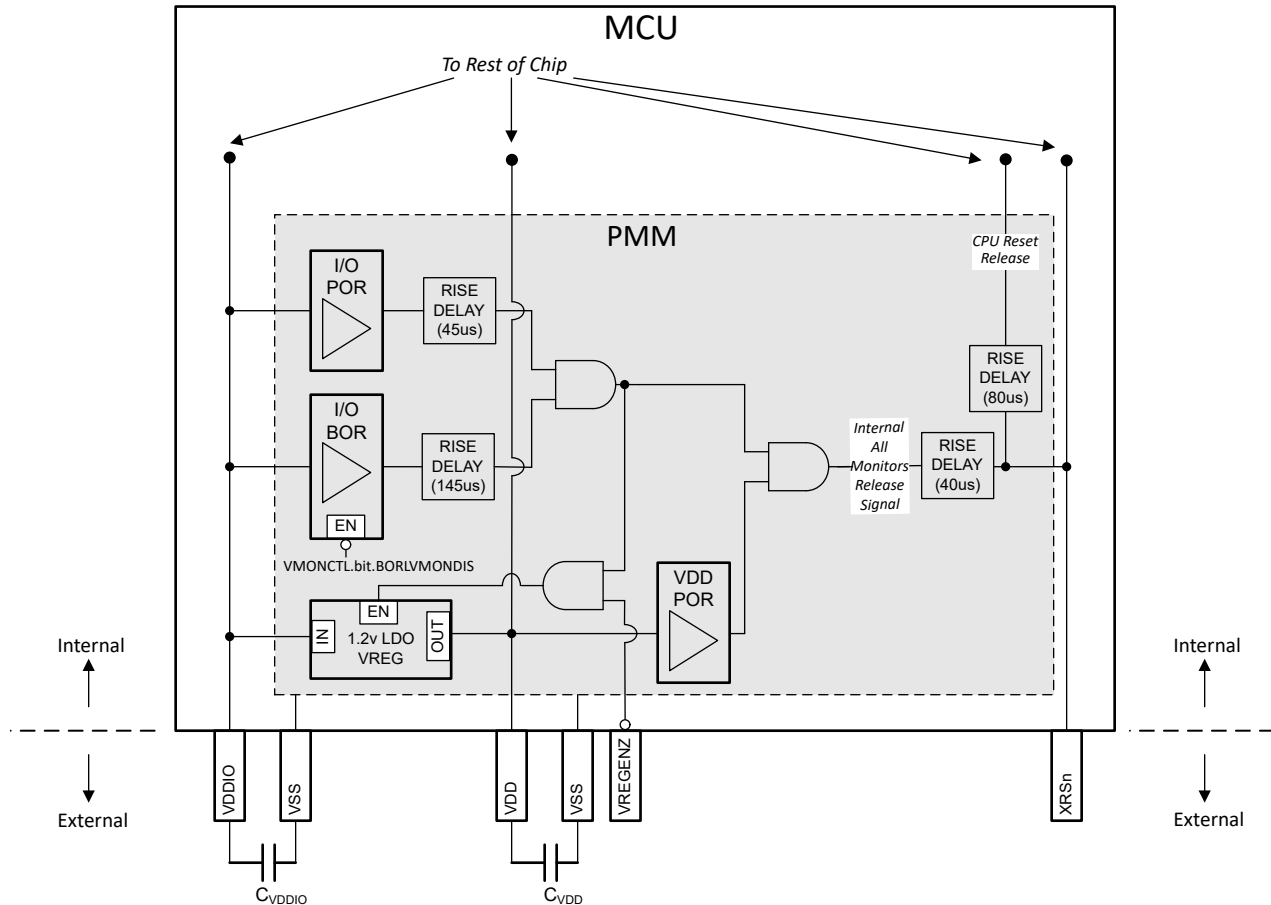 MCU
To Rest of Chip
PMM
CPU Reset
Release
I/O
POR
RISE
DELAY
(45us)
RISE
DELAY
(80us)
I/O
BOR
EN
RISE
DELAY
(145us)
Internal
All
Monitors
Release
Signal
RISE
DELAY
(40us)
VMONCTL.bit.BORLVMONDIS
EN
IN
1.2v LDO
VREG
OUT
VDD
POR
Internal
External
Internal
External
VDDIO
VSS
VDD
VSS
VREGENZ
XRSn
CVDDIO
CVDD